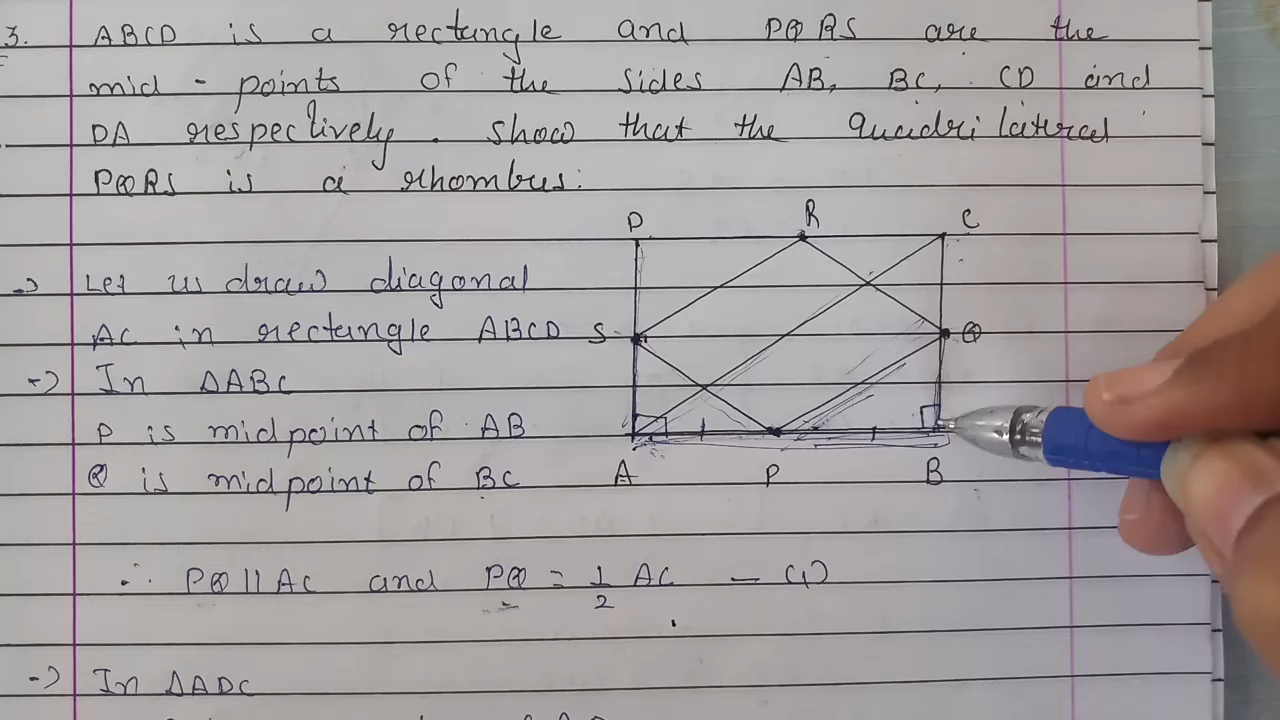 3. ABCD is a rectangle and PQRS are the
mid-points of the sides AB, BC, CD and
DA respectively. show that the quadrilateral
PQRS is a rhombus.
D R C
-> Let us draw diagonal
AC in rectangle ABCD
S Q
-> In ΔABC
P is midpoint of AB
Q is midpoint of BC
A P B
∴ PQ || AC and PQ = 1/2 AC - (1)
-> In ΔADC